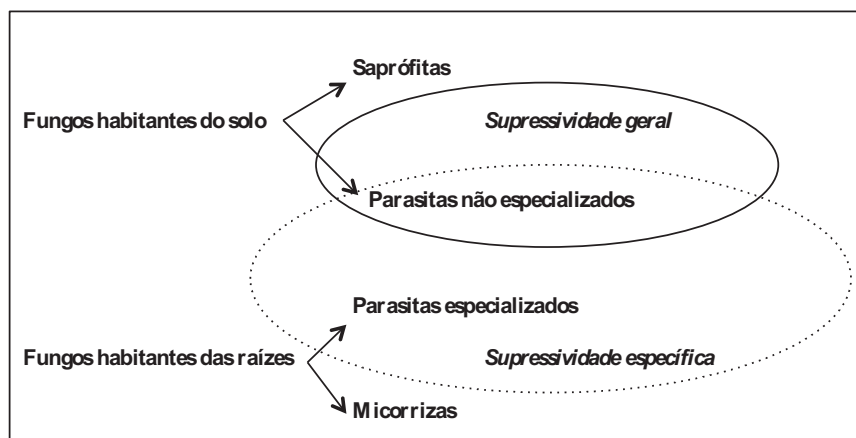 Saprófitas
Fungos habitantes do solo
Supressividade geral
Parasitas não especializados
Parasitas especializados
Fungos habitantes das raízes
Supressividade específica
Micorrizas